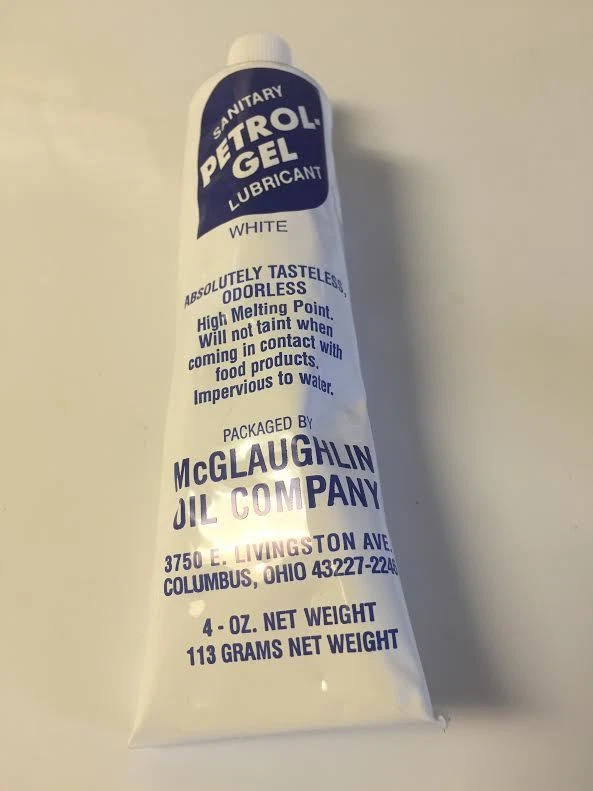 SANITARY
PETROL-
GEL
LUBRICANT
WHITE
ABSOLUTELY TASTELESS,
ODORLESS
High Melting Point.
Will not taint when
coming in contact with
food products.
Impervious to water.
PACKAGED BY
McGLAUGHLIN
OIL COMPANY
3750 E. LIVINGSTON AVE.
COLUMBUS, OHIO
4 - OZ. NET WEIGHT
113 GRAMS NET WEIGHT